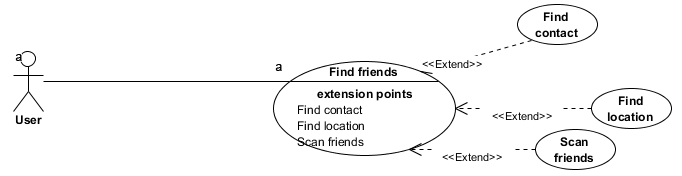 Find
contact
a
a
<<Extend>>
Find friends
User
extension points
Find contact
Find location
Scan friends
<<Extend>>
Find
location
<<Extend>>
Scan
friends